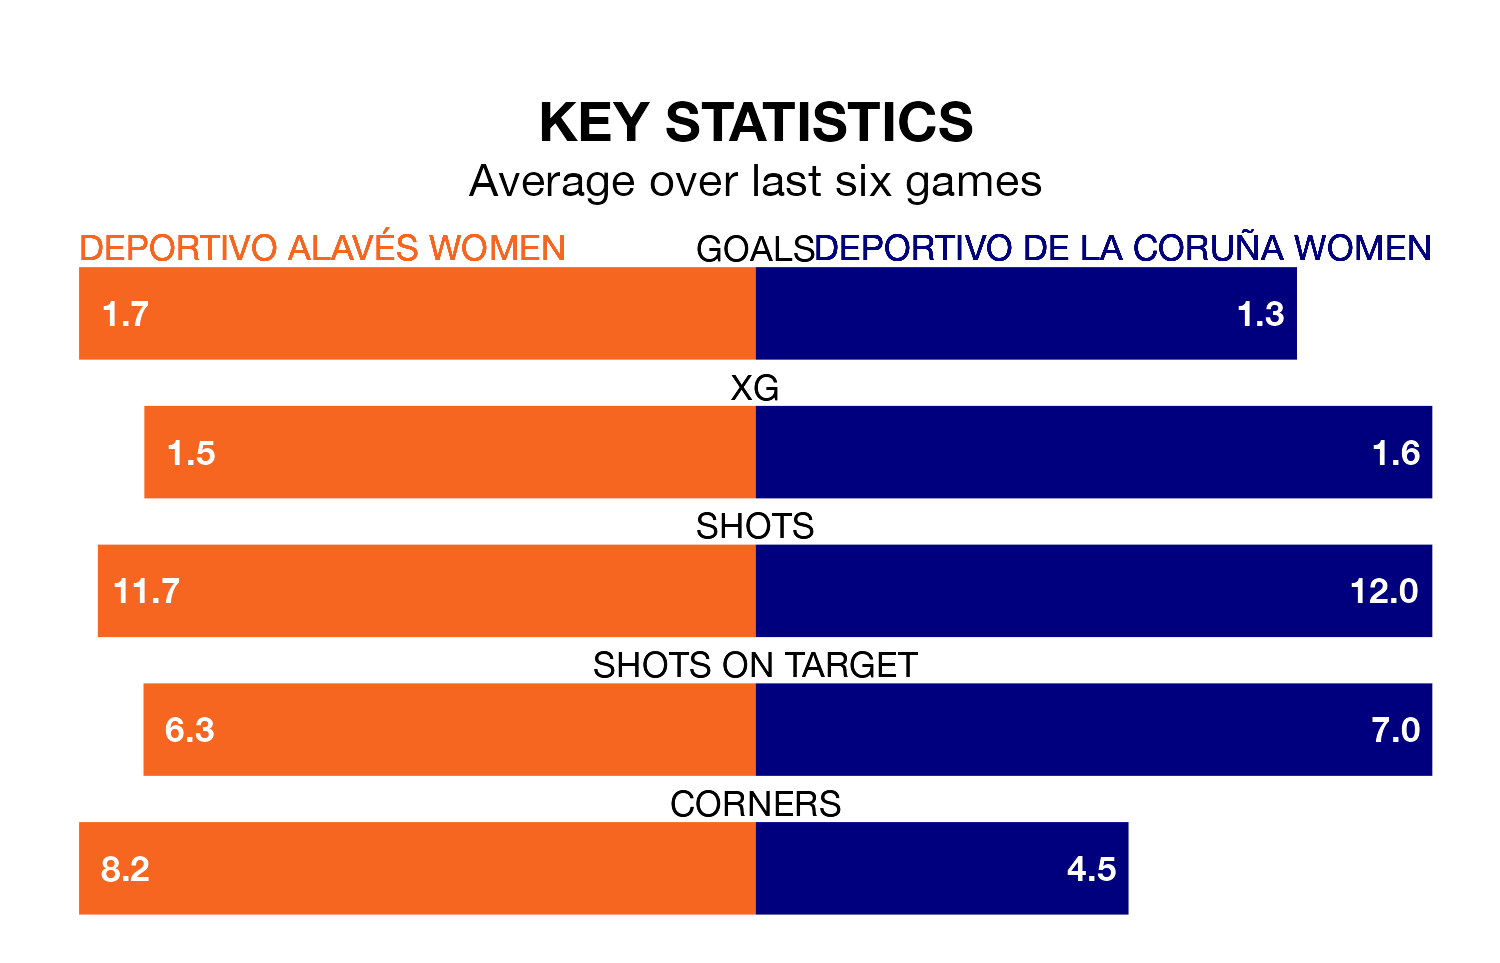 KEY STATISTICS
Average over last six games
DEPORTIVO ALAVÉS WOMEN GOALS DEPORTIVO DE LA CORUÑA WOMEN
1.7 1.3
XG
1.5 1.6
SHOTS
11.7 12.0
SHOTS ON TARGET
6.3 7.0
CORNERS
8.2 4.5